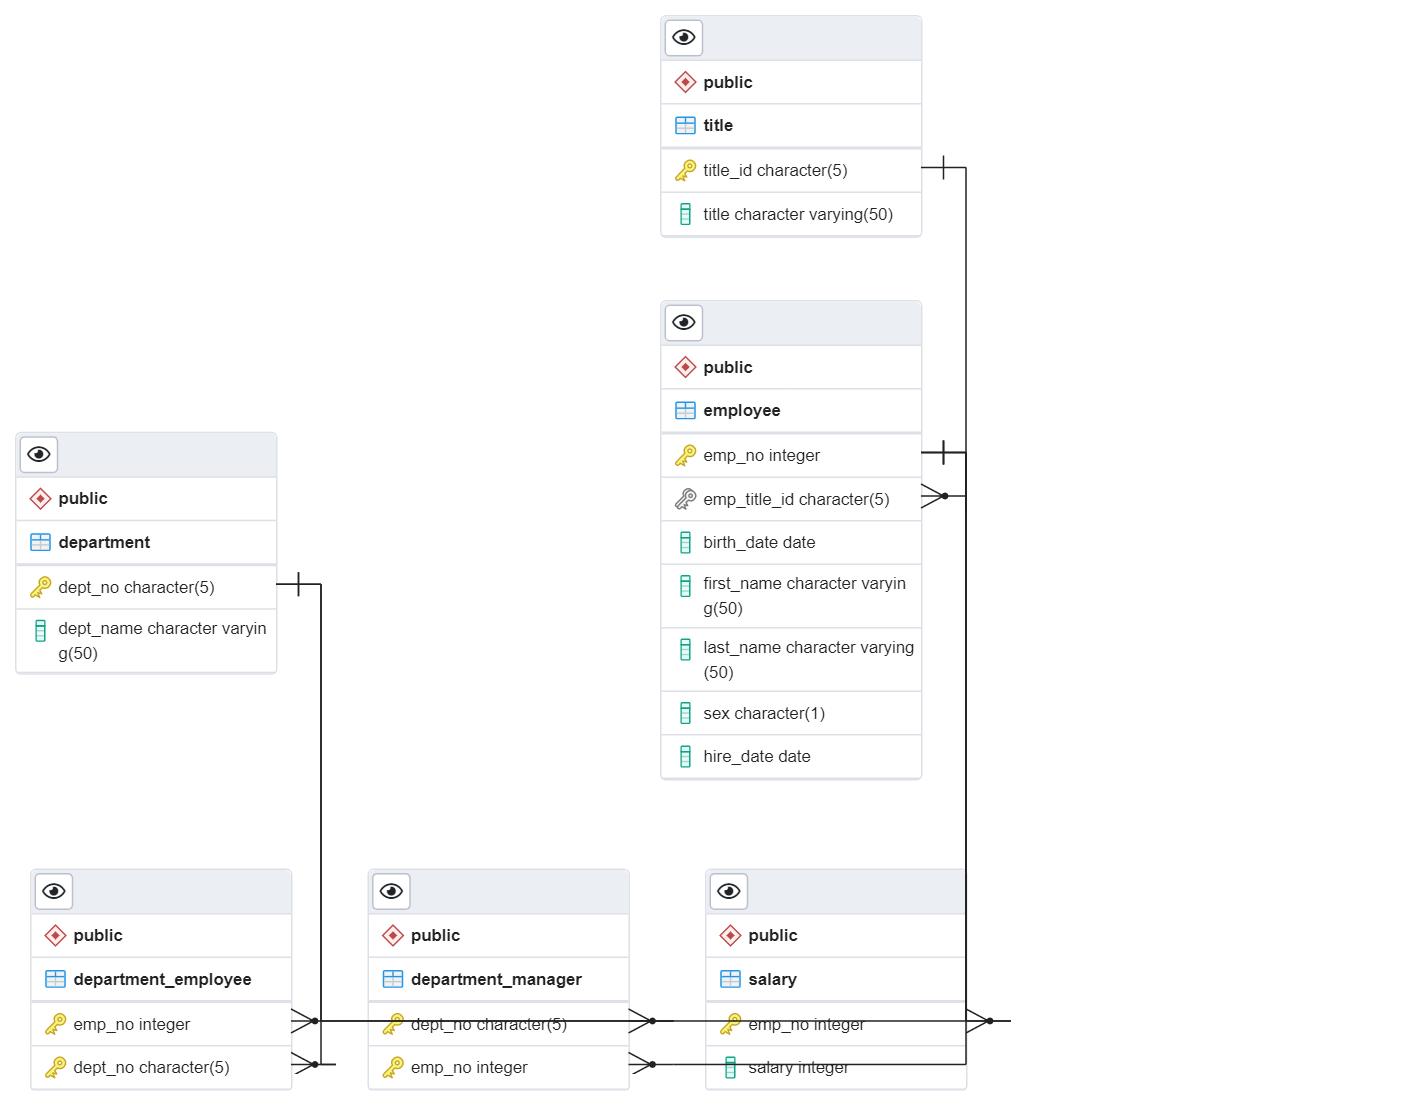 public
title
title_id character(5)
title character varying(50)
public
employee
emp_no integer
emp_title_id character(5)
birth_date date
first_name character varyin
g(50)
last_name character varying
(50)
sex character(1)
hire_date date
public
department
dept_no character(5)
dept_name character varyin
g(50)
public
department_employee
emp_no integer
dept_no character(5)
public
department_manager
dept_no character(5)
emp_no integer
public
salary
emp_no integer
salary integer